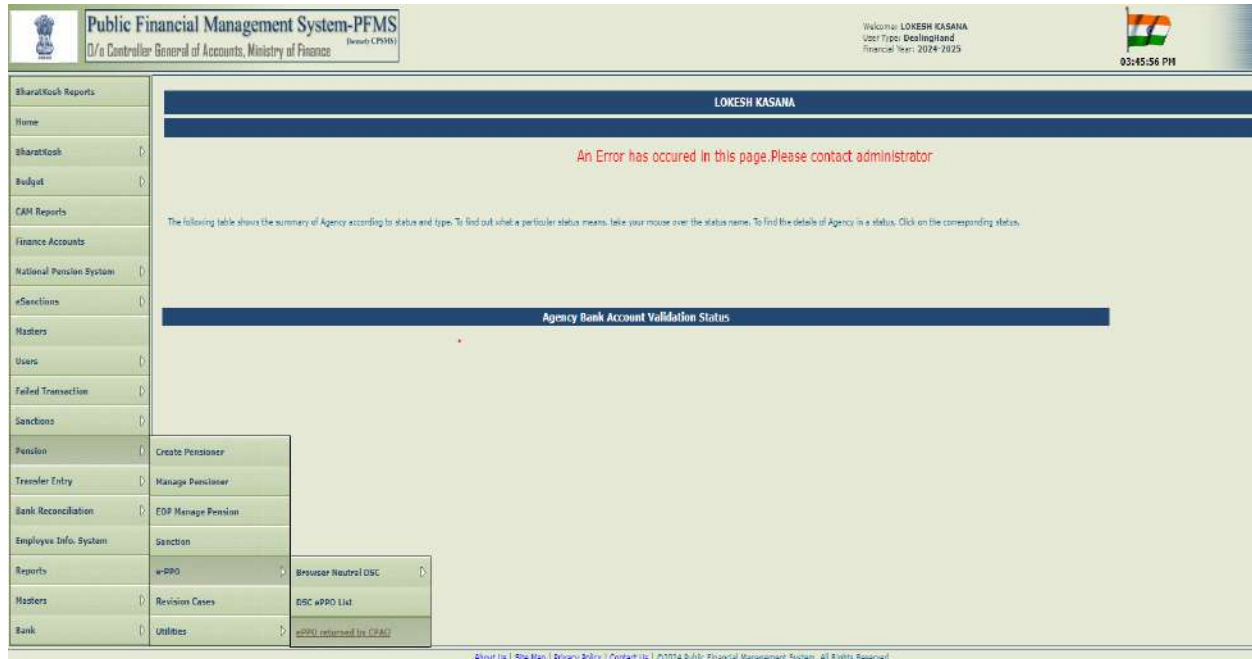 Public Financial Management System-PFMS
(formerly CPSMS)
O/o Controller General of Accounts, Ministry of Finance
Welcome: LOKESH KASANA
User Type: DealingHand
Financial Year: 2024-2025
03:45:56 PM
BharatKosh Reports
Home
BharatKosh
Budget
CAM Reports
Finance Accounts
National Pension System
eSanctions
Masters
Users
Failed Transaction
Sanctions
Pension
Transfer Entry
Bank Reconciliation
Employee Info. System
Reports
Masters
Bank
LOKESH KASANA
An Error has occured in this page.Please contact administrator
The following table shows the summary of Agency according to status and type. To find out what a particular status means, take your mouse over the status name. To find the details of Agency in a status, Click on the corresponding status.
Agency Bank Account Validation Status
*
Create Pensioner
Manage Pensioner
EDP Manage Pension
Sanction
e-PPO
Revision Cases
Utilities
Browser Neutral DSC
DSC ePPO List
ePPO returned by CPAO
About Us | Site Map | Privacy Policy | Contact Us | ©2024 Public Financial Management System, All Rights Reserved